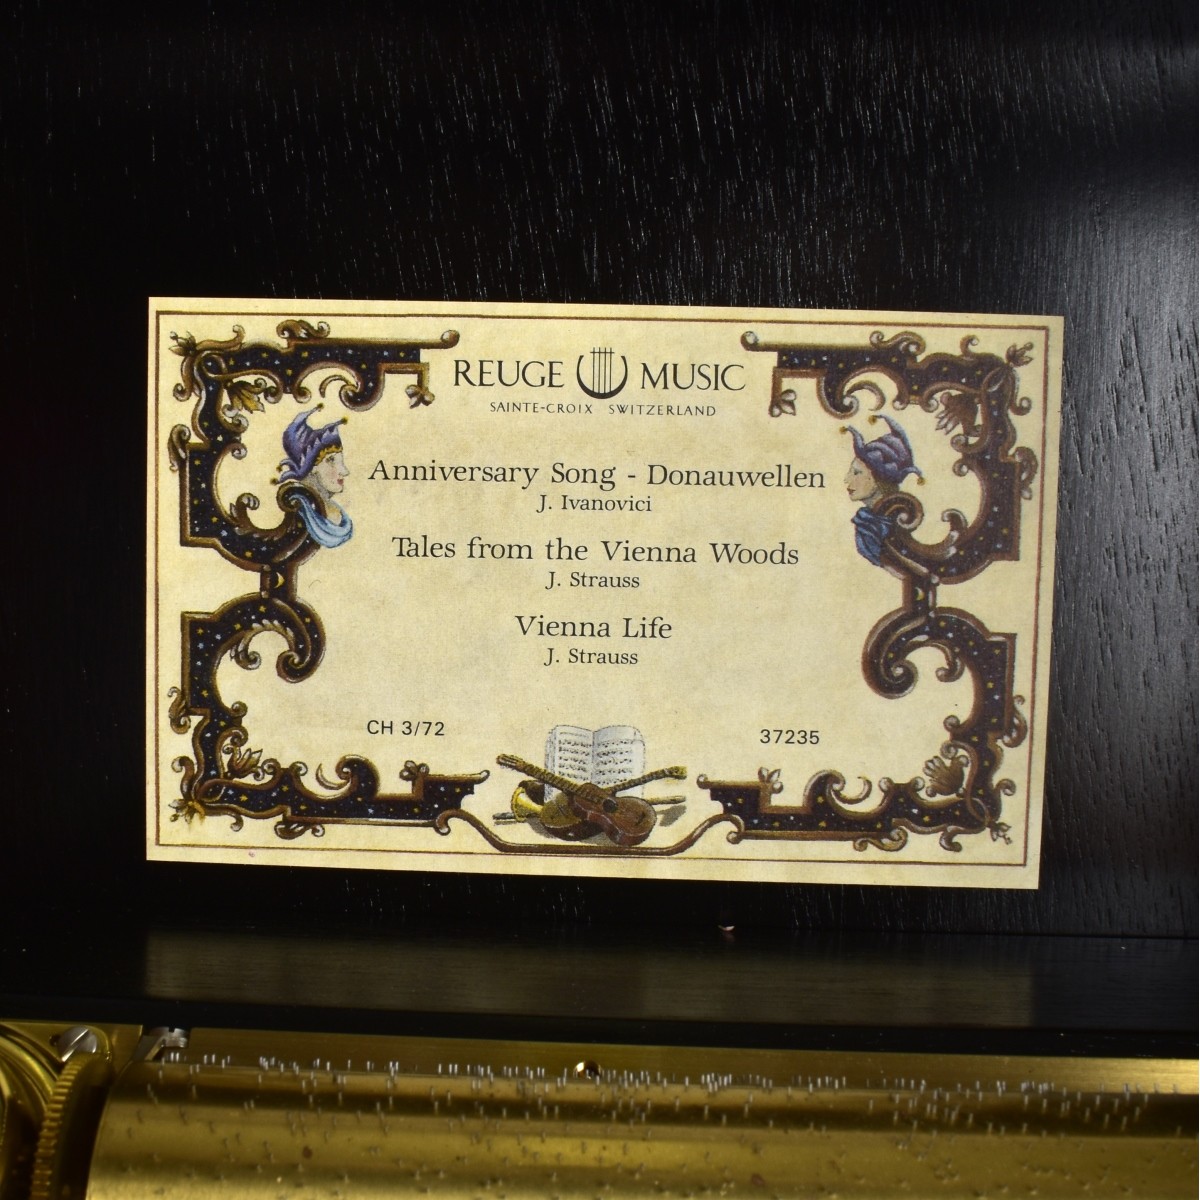 REUGE MUSIC
SAINTE-CROIX SWITZERLAND
Anniversary Song - Donauwellen
J. Ivanovici
Tales from the Vienna Woods
J. Strauss
Vienna Life
J. Strauss
CH 3/72 37235